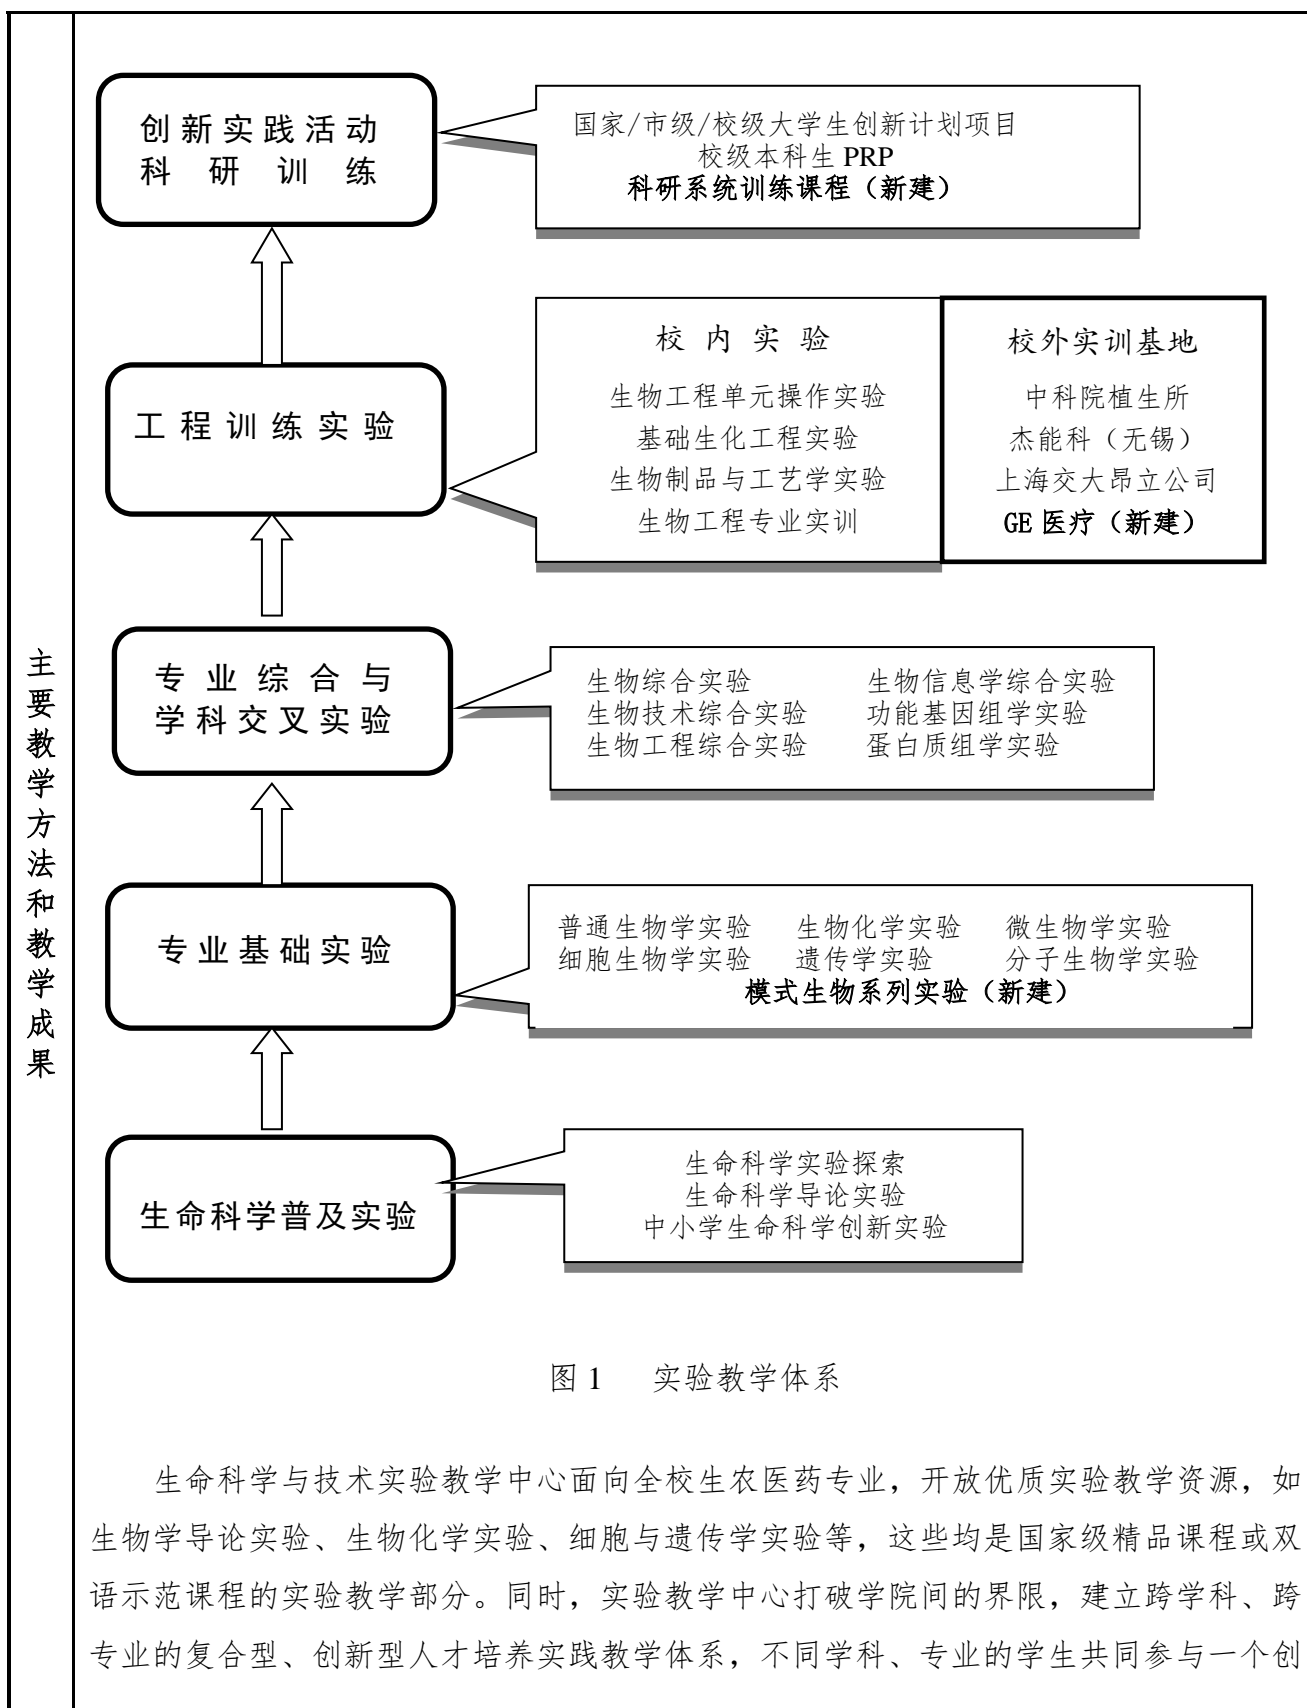 主要教学方法和教学成果
创新实践活动
科研训练
国家/市级/校级大学生创新计划项目
校级本科生 PRP
科研系统训练课程（新建）
工程训练实验
校内实验
生物工程单元操作实验
基础生化工程实验
生物制品与工艺学实验
生物工程专业实训
校外实训基地
中科院植生所
杰能科（无锡）
上海交大昂立公司
GE 医疗（新建）
专业综合与
学科交叉实验
生物综合实验 生物信息学综合实验
生物技术综合实验 功能基因组学实验
生物工程综合实验 蛋白质组学实验
专业基础实验
普通生物学实验 生物化学实验 微生物学实验
细胞生物学实验 遗传学实验 分子生物学实验
模式生物系列实验（新建）
生命科学普及实验
生命科学实验探索
生命科学导论实验
中小学生命科学创新实验
图 1 实验教学体系
生命科学与技术实验教学中心面向全校生农医药专业，开放优质实验教学资源，如
生物学导论实验、生物化学实验、细胞与遗传学实验等，这些均是国家级精品课程或双
语示范课程的实验教学部分。同时，实验教学中心打破学院间的界限，建立跨学科、跨
专业的复合型、创新型人才培养实践教学体系，不同学科、专业的学生共同参与一个创